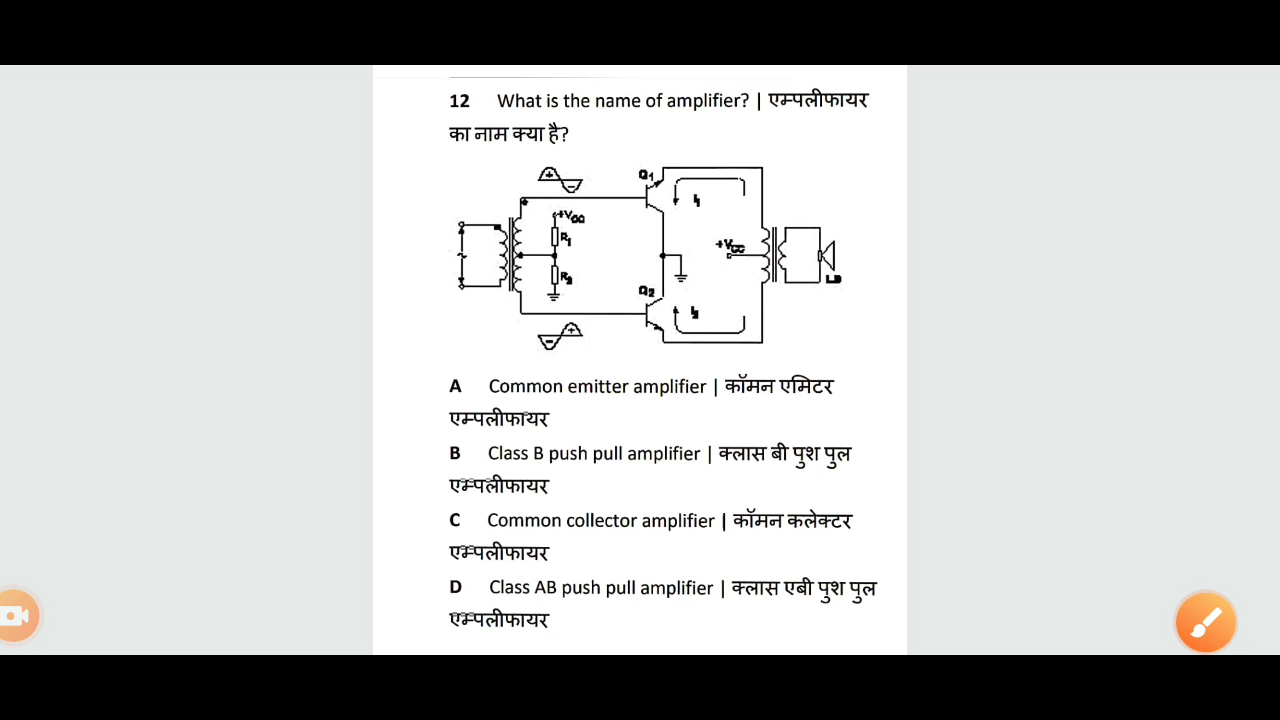 12 What is the name of amplifier? | एम्पलीफायर
का नाम क्या है?
Q1
I1
+VCC
R1
+VCC
R2
LS
Q2
I2
A Common emitter amplifier | कॉमन एमिटर
एम्पलीफायर
B Class B push pull amplifier | क्लास बी पुश पुल
एम्पलीफायर
C Common collector amplifier | कॉमन कलेक्टर
एम्पलीफायर
D Class AB push pull amplifier | क्लास एबी पुश पुल
एम्पलीफायर